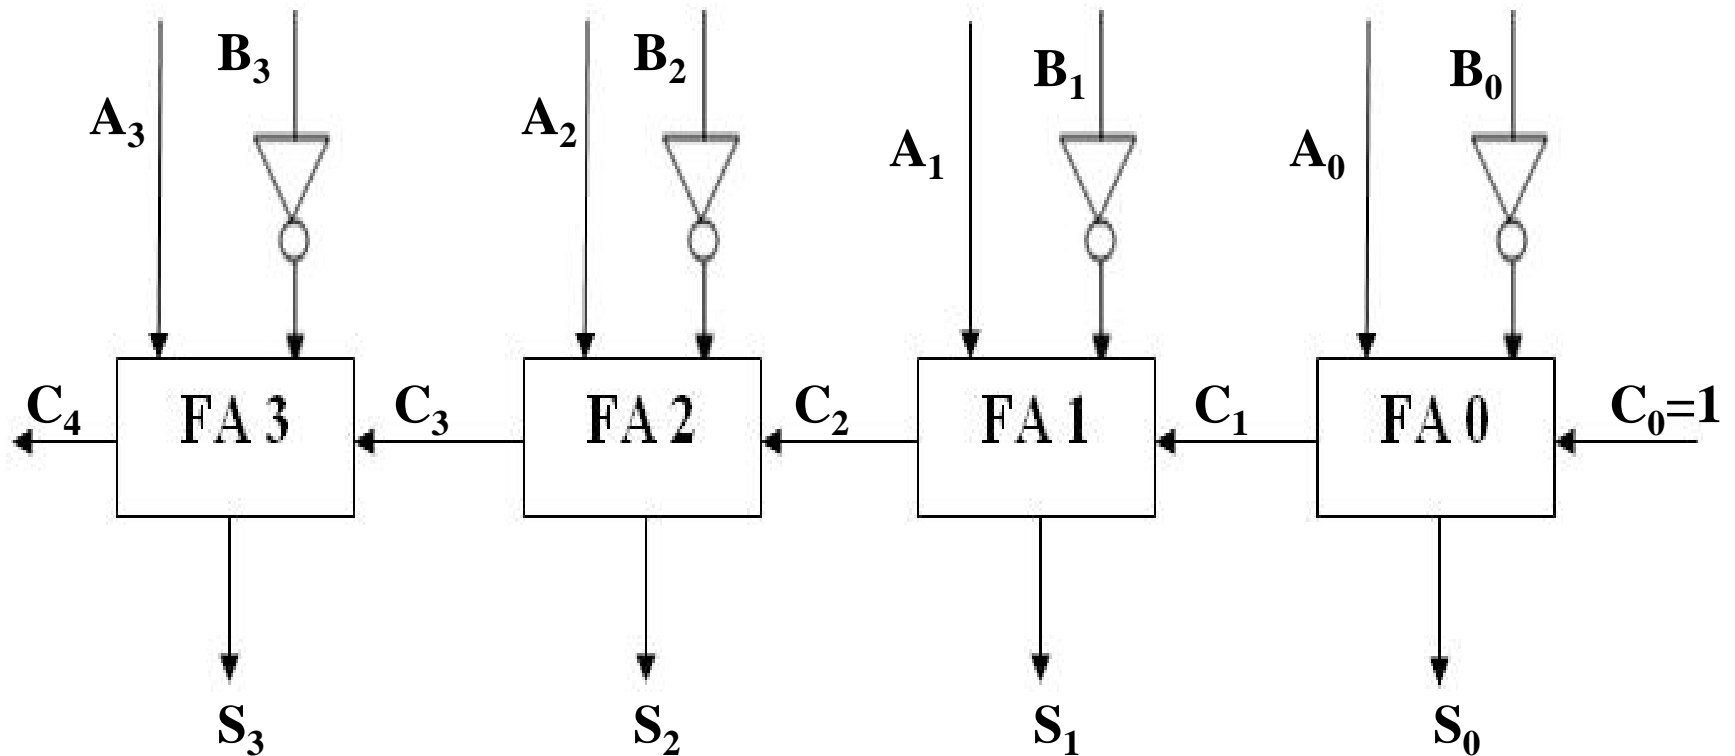 B₃ B₂ B₁ B₀
A₃ A₂ A₁ A₀
C₄ FA 3 C₃ FA 2 C₂ FA 1 C₁ FA 0 C₀=1
S₃ S₂ S₁ S₀